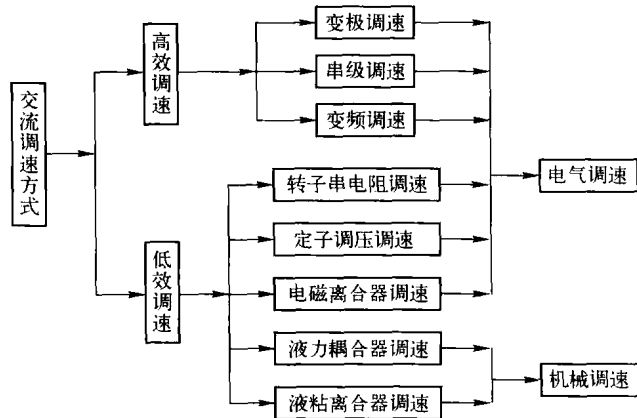 交流调速方式
高效调速
低效调速
变极调速
串级调速
变频调速
转子串电阻调速
定子调压调速
电磁离合器调速
液力耦合器调速
液粘离合器调速
电气调速
机械调速